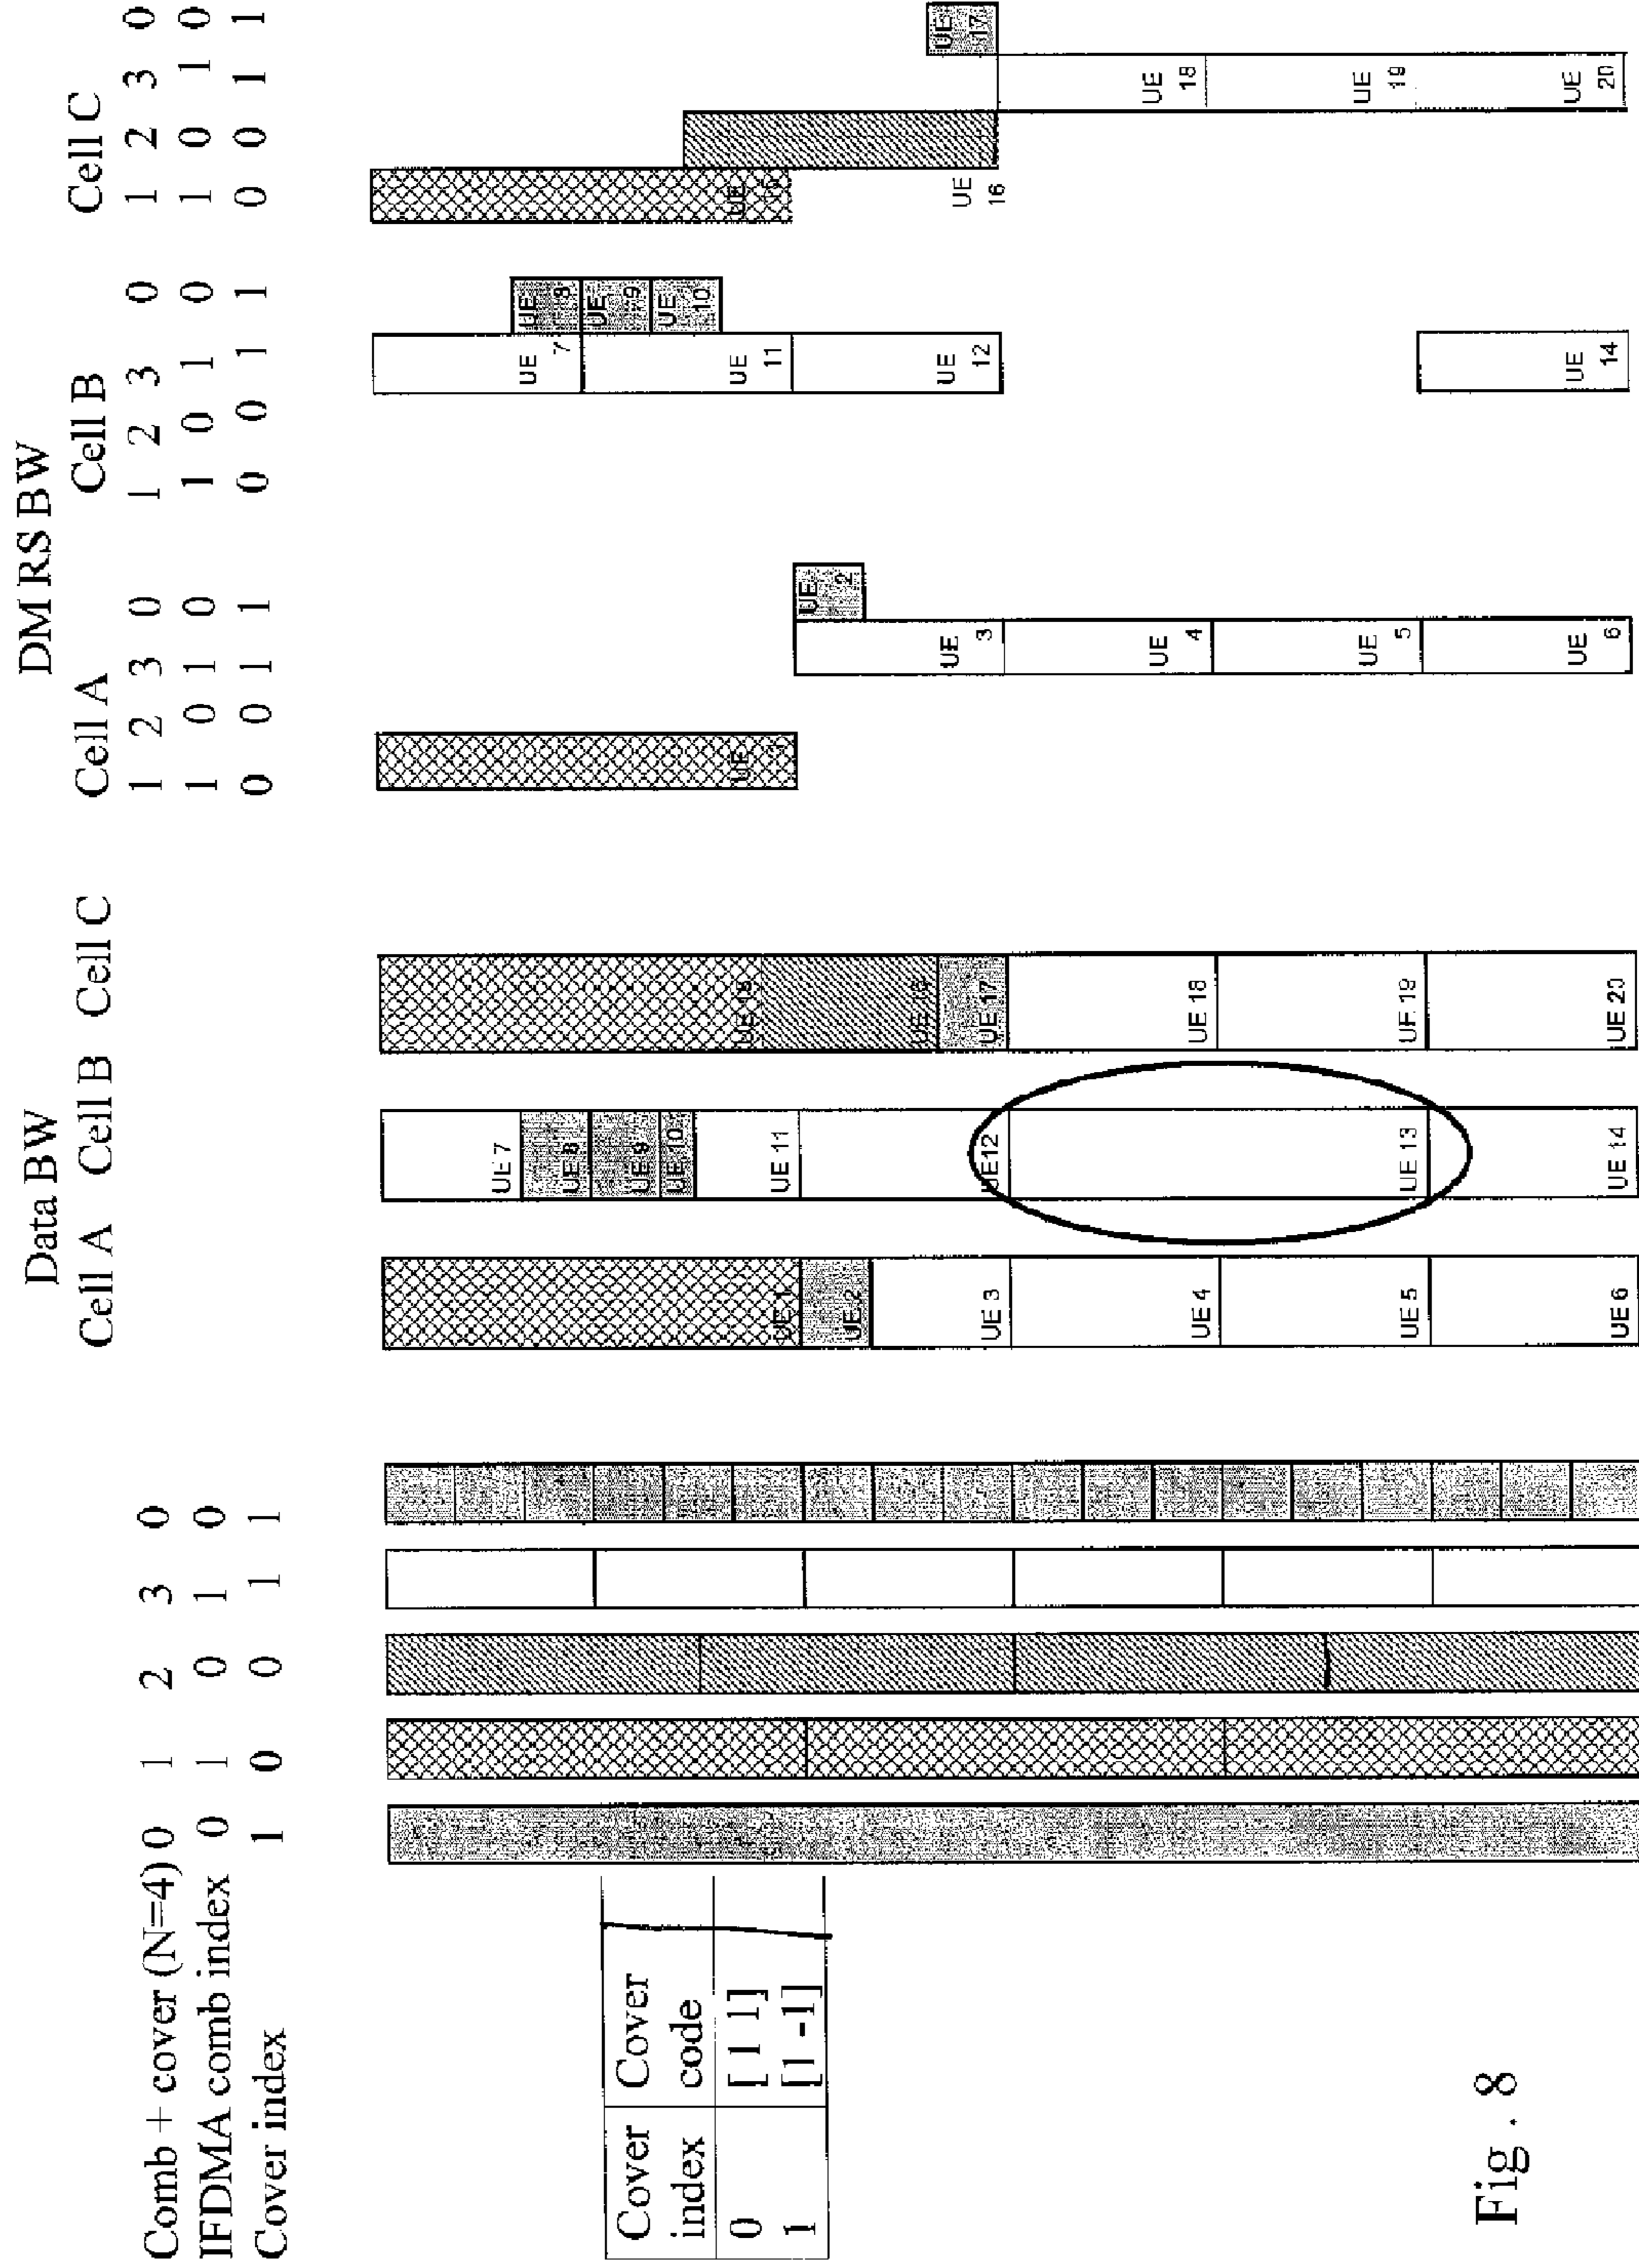 DM RS BW
Data BW
Cell A Cell B Cell C
Cell A Cell B Cell C
Comb + cover (N=4) 0 1 2 3 0
1 2 3 0
1 2 3 0
1 2 3 0
IFDMA comb index 0 1 0 1 0
1 0 1 0
1 0 1 0
1 0 1 0
Cover index 1 0 0 1 1
0 0 1 1
0 0 1 1
0 0 1 1
Cover index
Cover code
0 [1 1]
1 [1 -1]
UE 1
UE 2
UE 3
UE 4
UE 5
UE 6
UE 7
UE 8
UE 9
UE 10
UE 11
UE12
UE 13
UE 14
UE 15
UE 16
UE 17
UE 18
UE 19
UE 20
UE
UE 2
UE 3
UE 4
UE 5
UE 6
UE 7
UE 8
UE 9
UE 10
UE 11
UE 12
UE 14
UE
UE 16
UE 17
UE 18
UE 19
UE 20
Fig. 8